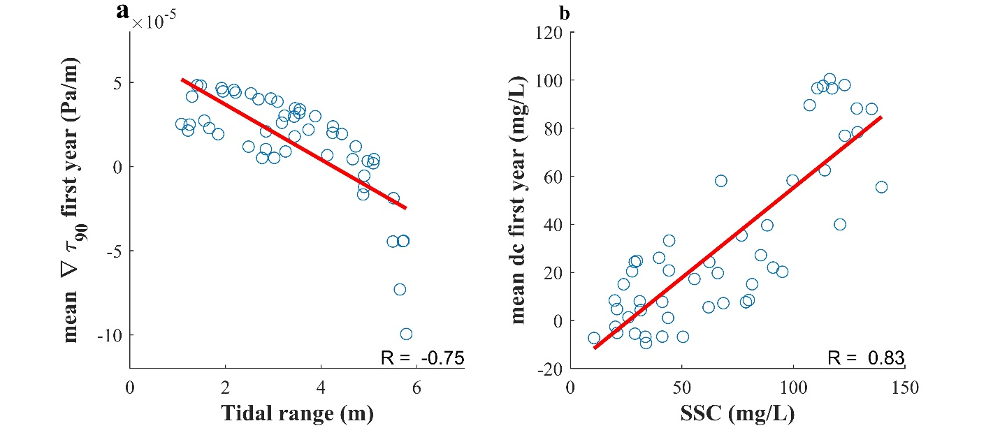 a
×10⁻⁵
5
0
-5
-10
0 2 4 6
mean ∇ τ₉₀ first year (Pa/m)
Tidal range (m)
R = -0.75
b
120
100
80
60
40
20
0
-20
0 50 100 150
mean dc first year (mg/L)
SSC (mg/L)
R = 0.83